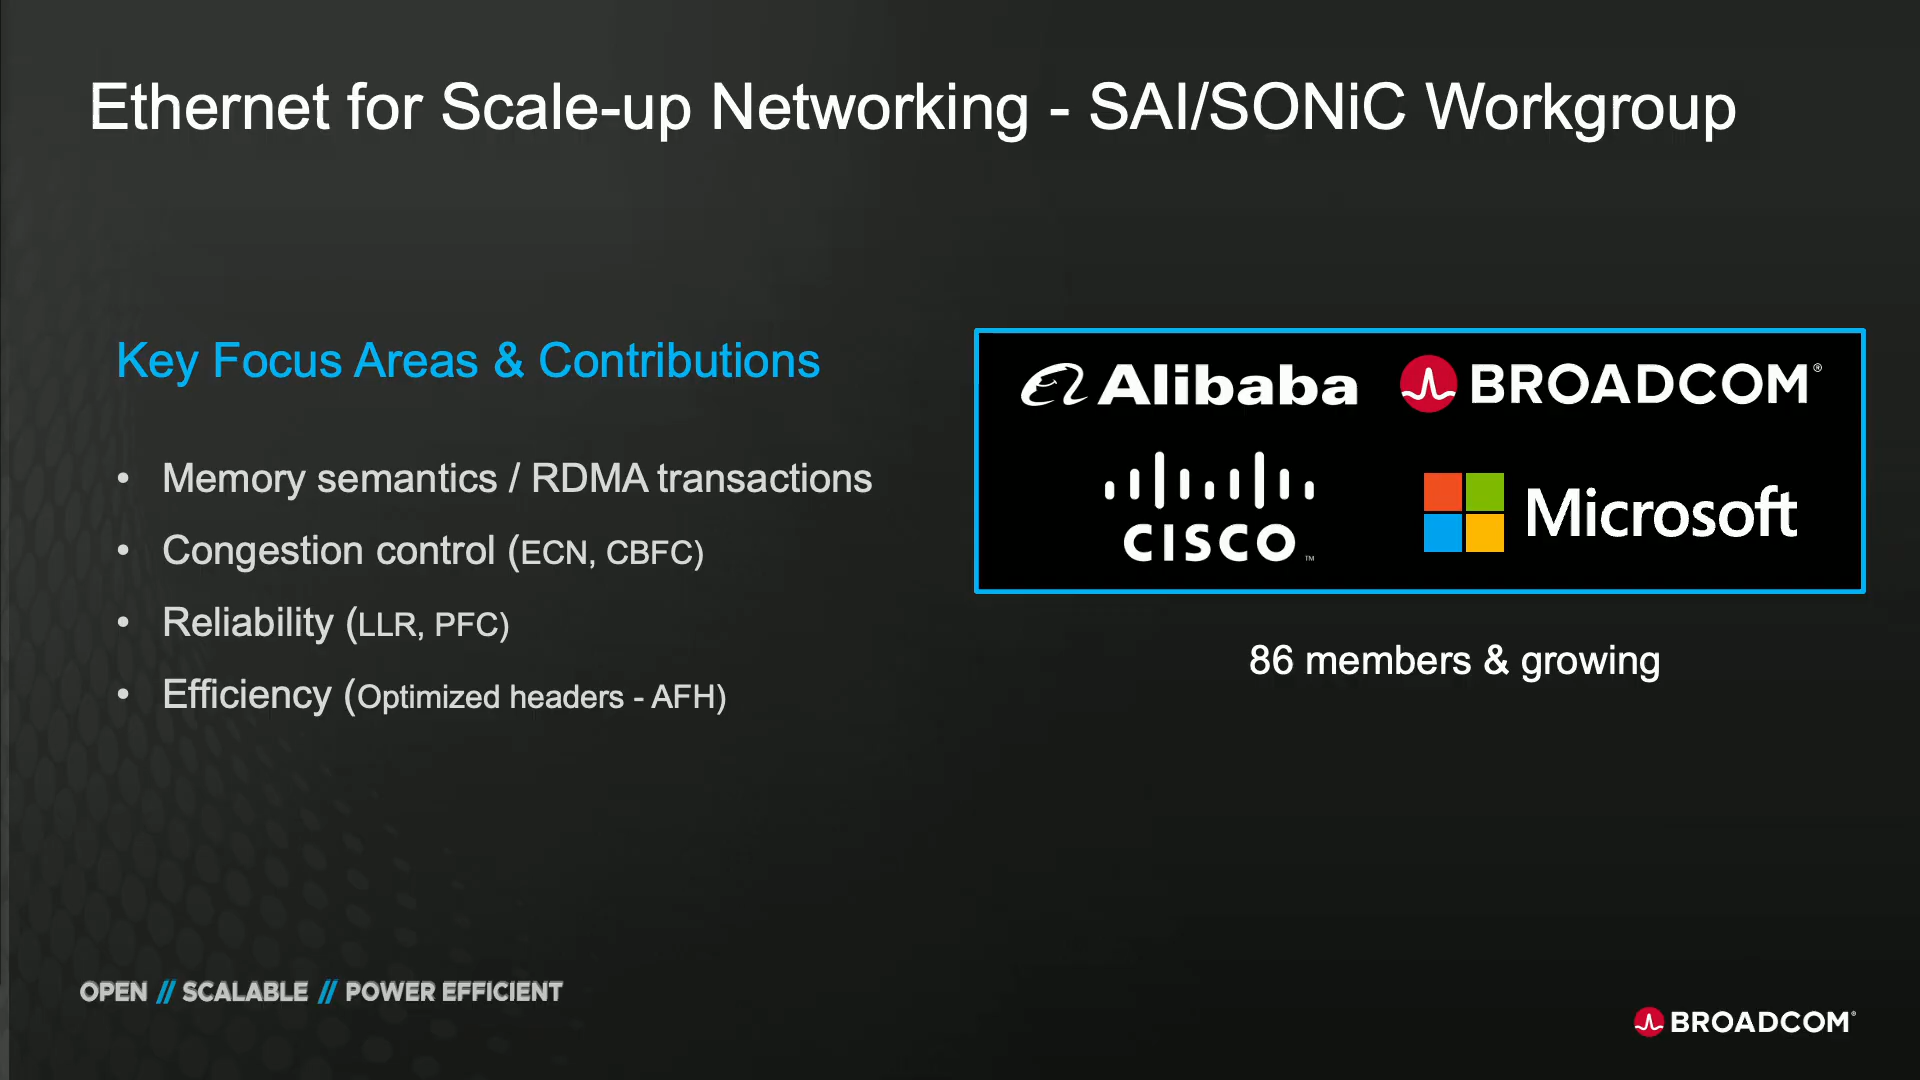 Ethernet for Scale-up Networking - SAI/SONiC Workgroup
Key Focus Areas & Contributions
• Memory semantics / RDMA transactions
• Congestion control (ECN, CBFC)
• Reliability (LLR, PFC)
• Efficiency (Optimized headers - AFH)
Alibaba
BROADCOM®
CISCO™
Microsoft
86 members & growing
OPEN // SCALABLE // POWER EFFICIENT
BROADCOM®